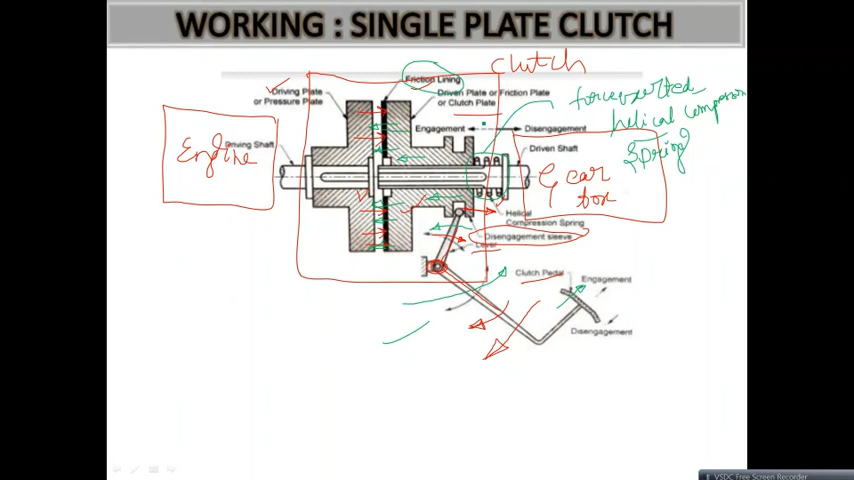 WORKING : SINGLE PLATE CLUTCH
clutch
Friction Lining
Driving Plate
or Pressure Plate
Driven Plate or Friction Plate
or Clutch Plate
force exerted
helical compression
Spring
Engagement
Disengagement
Engine
Driving Shaft
Driven Shaft
Gear
box
Helical
Compression Spring
Disengagement sleeve
Lever
Clutch Pedal
Engagement
Disengagement
VSDC Free Screen Recorder